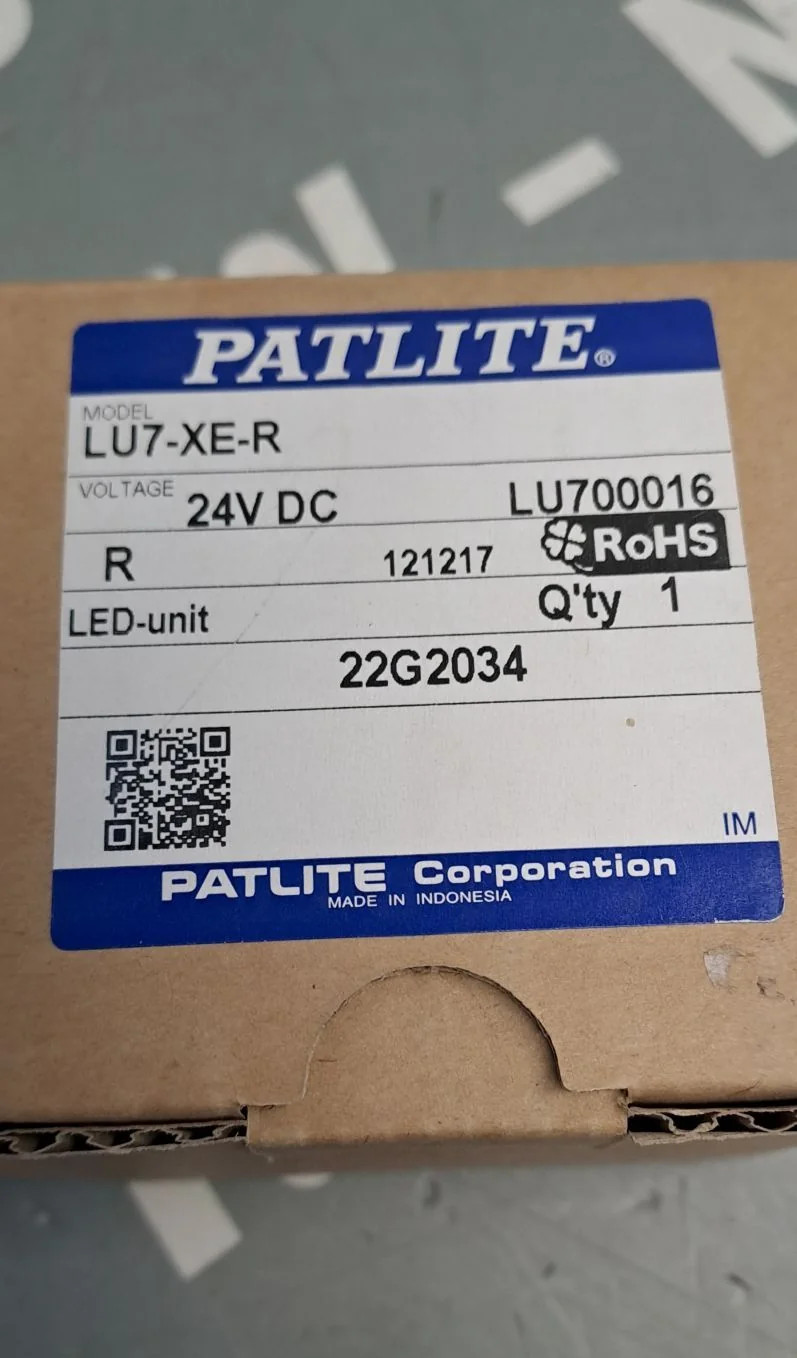 PATLITE®
MODEL
LU7-XE-R
VOLTAGE 24V DC LU700016
R 121217 RoHS
LED-unit Q'ty 1
22G2034
IM
PATLITE Corporation
MADE IN INDONESIA